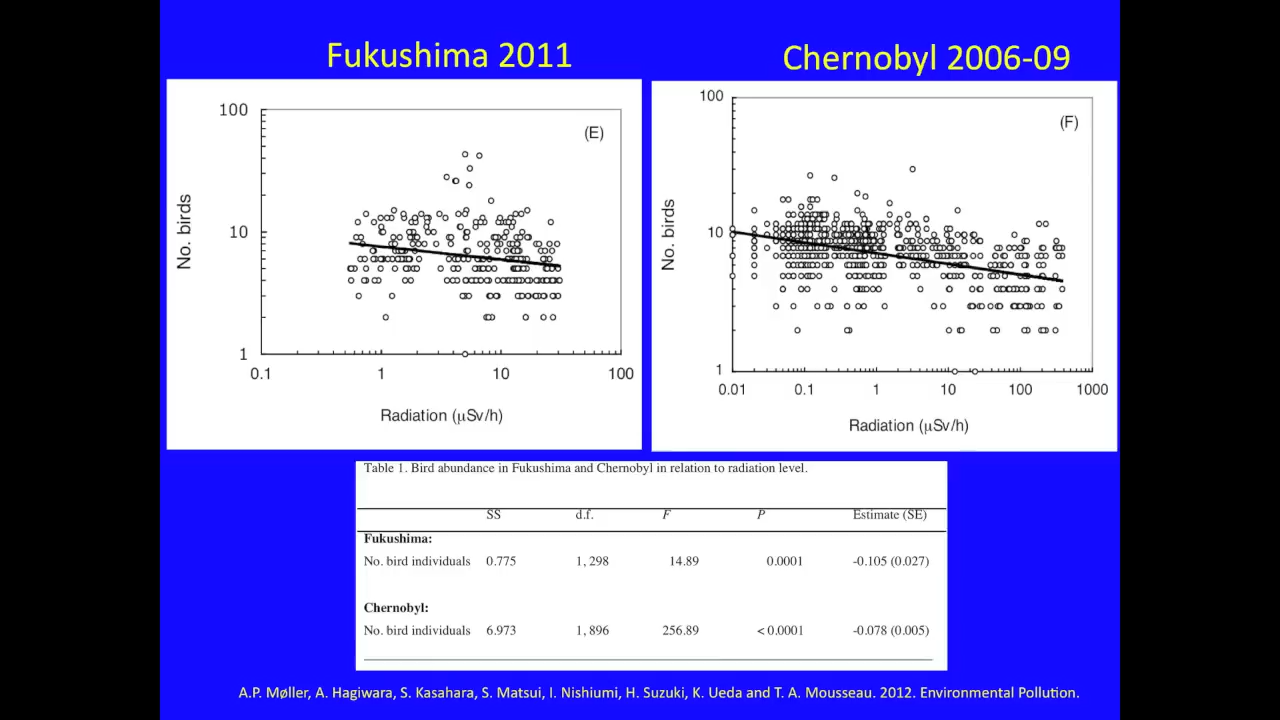 Fukushima 2011
Chernobyl 2006-09
100
10
1
No. birds
(E)
0.1 1 10 100
Radiation (µSv/h)
100
10
1
No. birds
(F)
0.01 0.1 1 10 100 1000
Radiation (µSv/h)
Table 1. Bird abundance in Fukushima and Chernobyl in relation to radiation level.
SS d.f. F P Estimate (SE)
Fukushima:
No. bird individuals 0.775 1, 298 14.89 0.0001 -0.105 (0.027)
Chernobyl:
No. bird individuals 6.973 1, 896 256.89 < 0.0001 -0.078 (0.005)
A.P. Møller, A. Hagiwara, S. Kasahara, S. Matsui, I. Nishiumi, H. Suzuki, K. Ueda and T. A. Mousseau. 2012. Environmental Pollution.